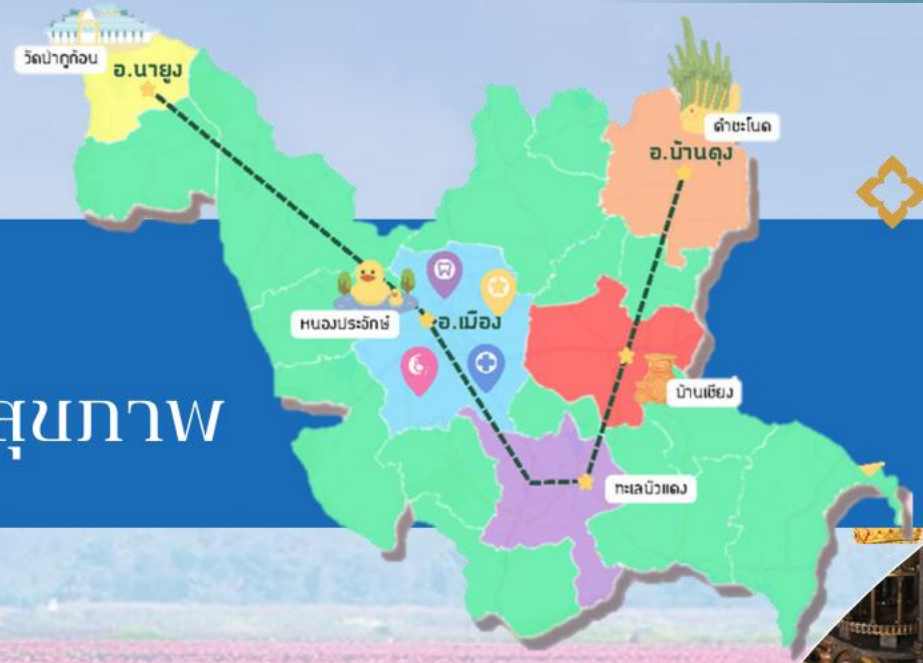 วัดป่าภูก้อน
อ.นายูง
คำชะโนด
อ.บ้านดุง
หนองประจักษ์
อ.เมือง
บ้านเชียง
สุขภาพ
ทะเลบัวแดง